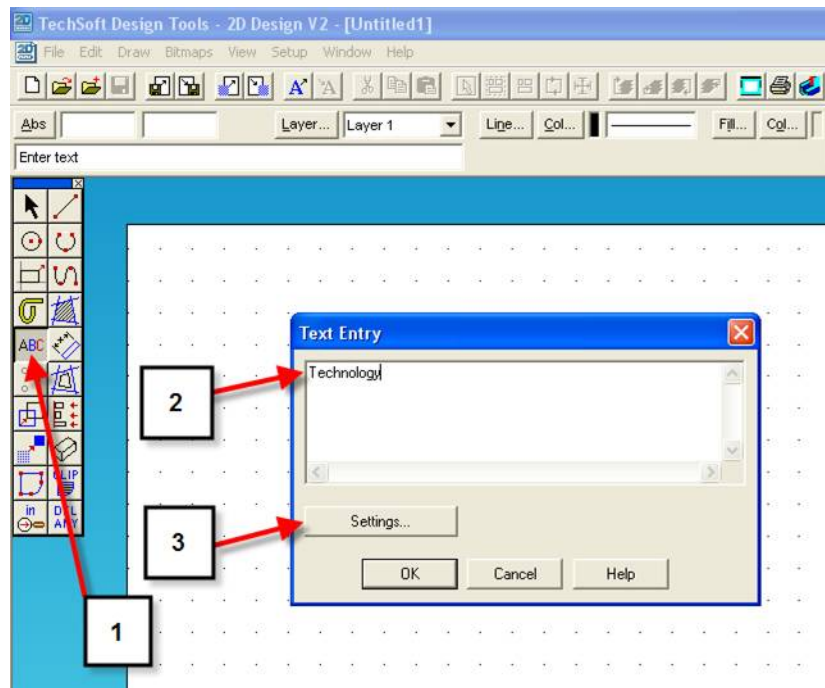 TechSoft Design Tools - 2D Design V2 - [Untitled1]
File Edit Draw Bitmaps View Setup Window Help
Abs Layer... Layer 1 Line... Col... Fill... Col...
Enter text
ABC
Text Entry
Technology
2
CLIP
in DEL ANY
Settings...
3
OK Cancel Help
1